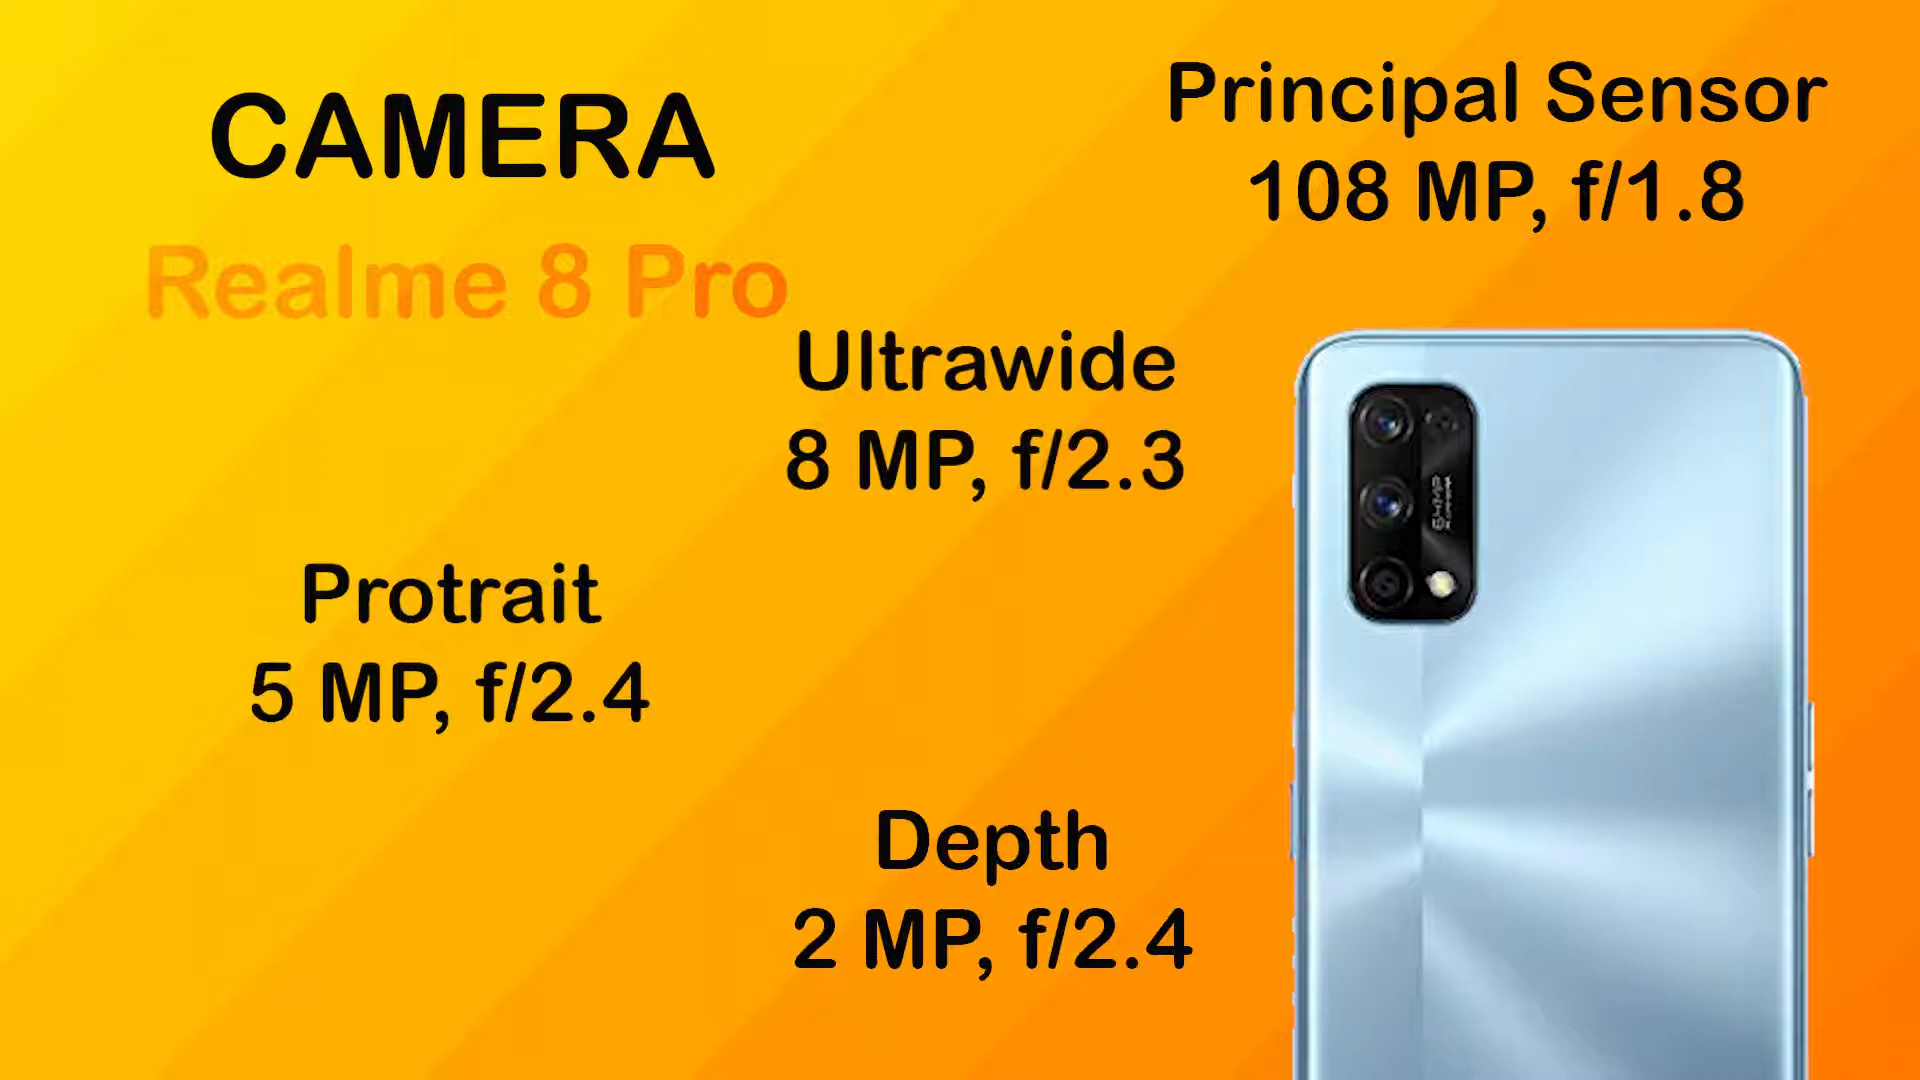 CAMERA
Realme 8 Pro
Principal Sensor
108 MP, f/1.8
Ultrawide
8 MP, f/2.3
Protrait
5 MP, f/2.4
Depth
2 MP, f/2.4
64MP